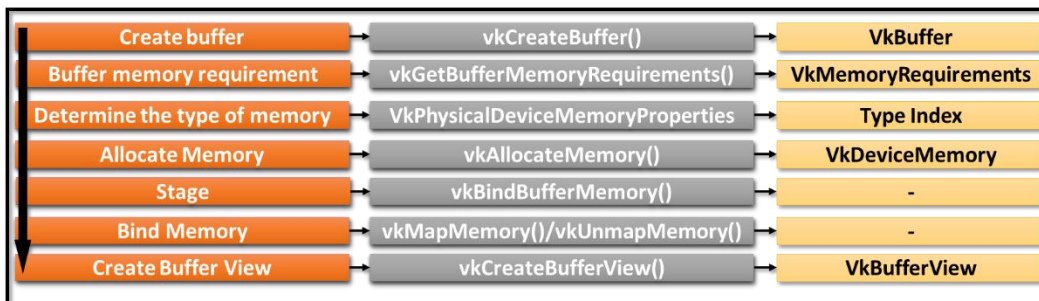 Create buffer vkCreateBuffer() VkBuffer
Buffer memory requirement vkGetBufferMemoryRequirements() VkMemoryRequirements
Determine the type of memory VkPhysicalDeviceMemoryProperties Type Index
Allocate Memory vkAllocateMemory() VkDeviceMemory
Stage vkBindBufferMemory() -
Bind Memory vkMapMemory()/vkUnmapMemory() -
Create Buffer View vkCreateBufferView() VkBufferView